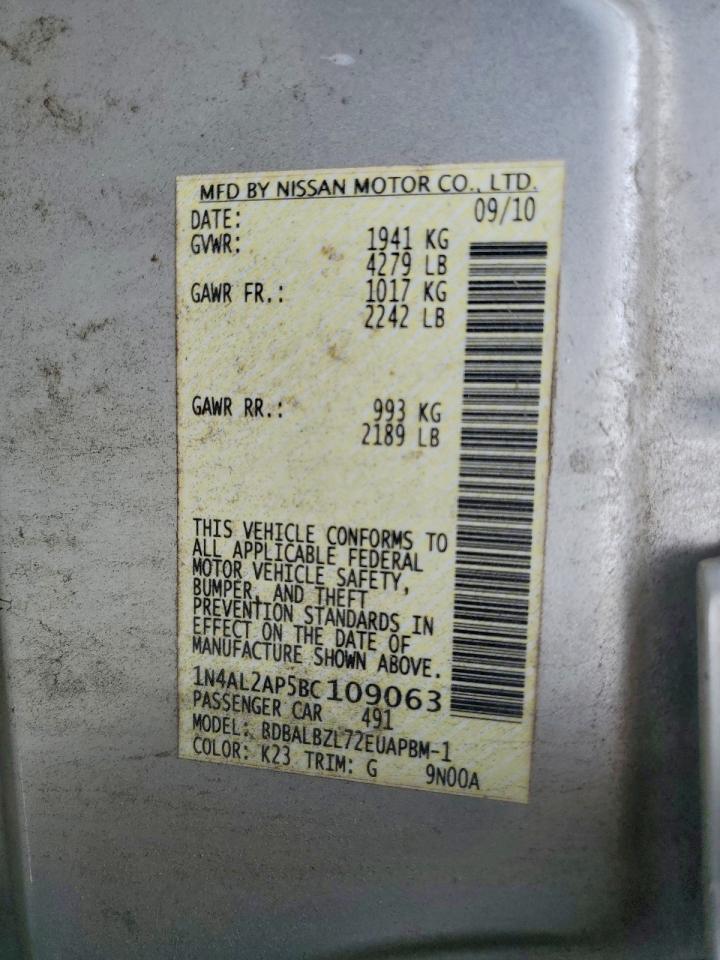 MFD BY NISSAN MOTOR CO., LTD.
DATE: 09/10
GVWR: 1941 KG
4279 LB
GAWR FR.: 1017 KG
2242 LB
GAWR RR.: 993 KG
2189 LB
THIS VEHICLE CONFORMS TO
ALL APPLICABLE FEDERAL
MOTOR VEHICLE SAFETY,
BUMPER, AND THEFT
PREVENTION STANDARDS IN
EFFECT ON THE DATE OF
MANUFACTURE SHOWN ABOVE.
1N4AL2AP5BC109063
PASSENGER CAR 491
MODEL: BDBALBZL72EUAPBM-1
COLOR: K23 TRIM: G 9N00A